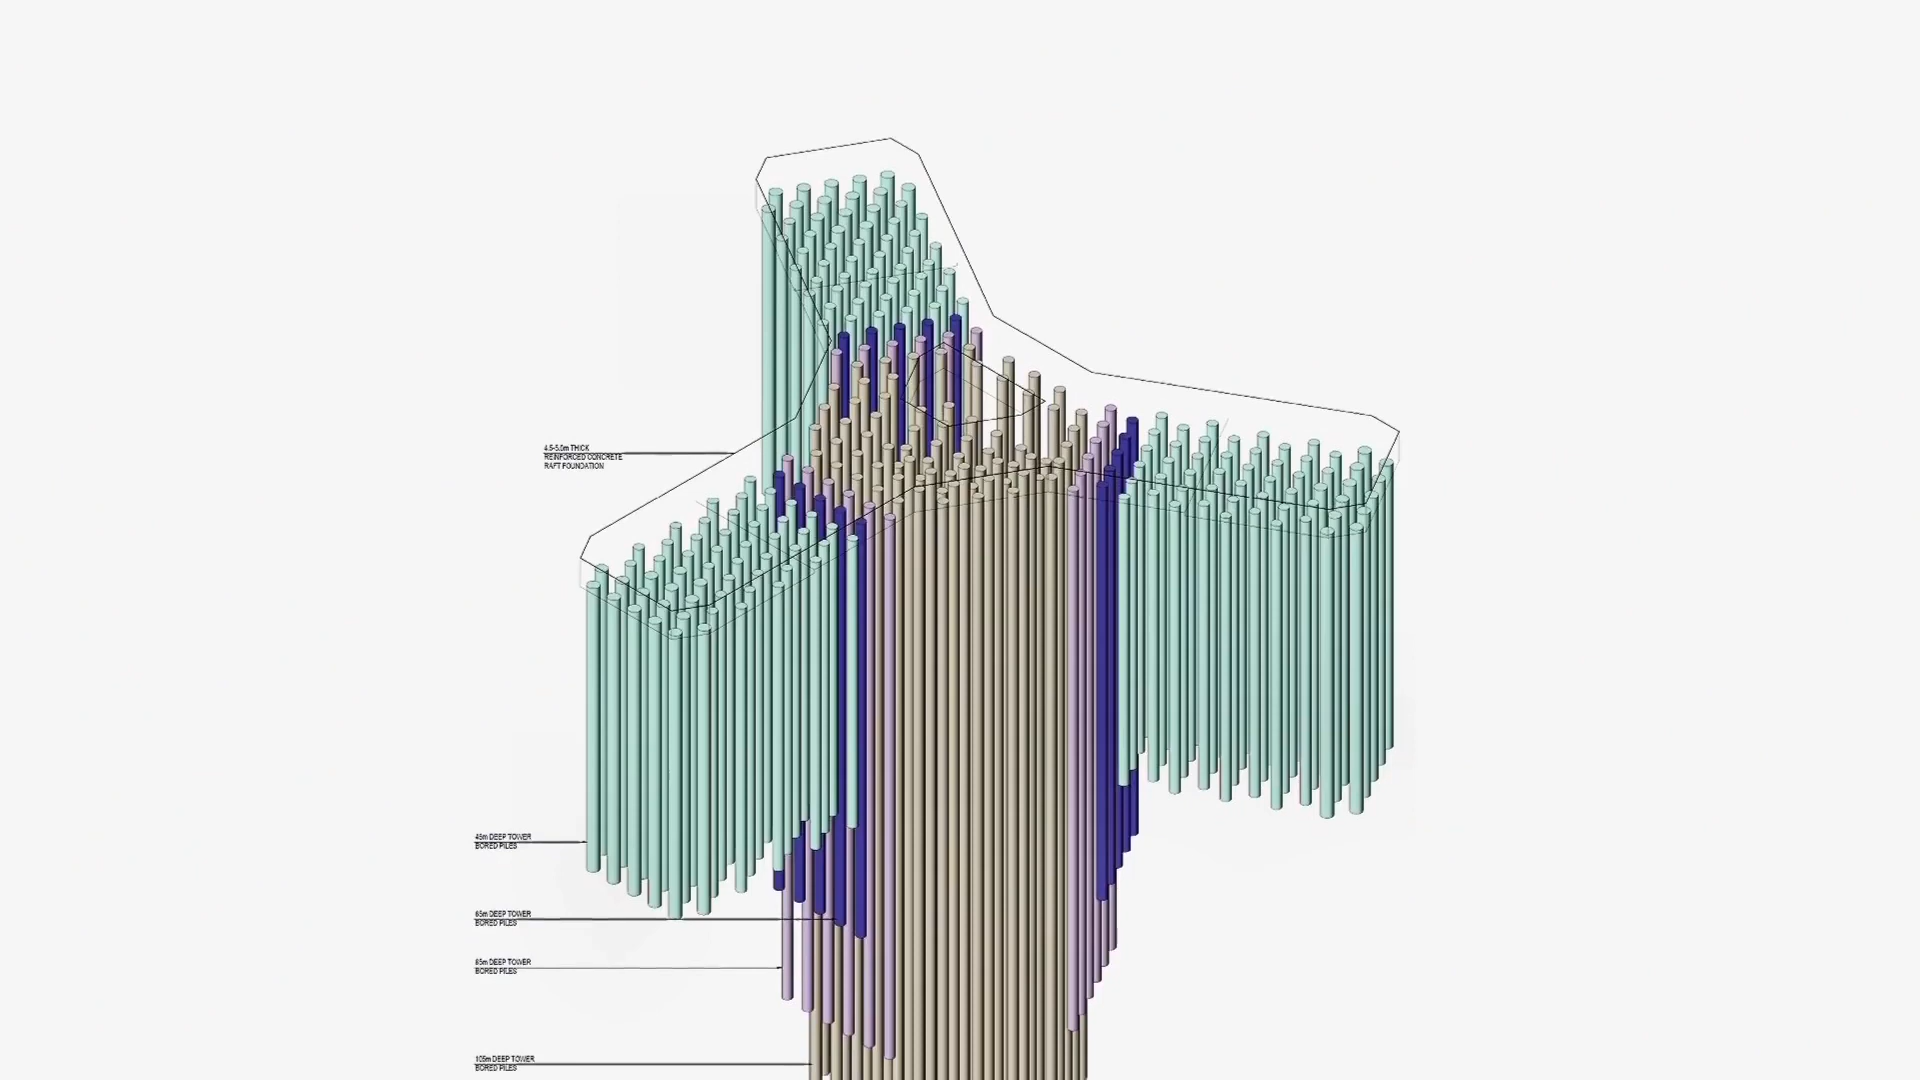 4.5-5.0m THICK
REINFORCED CONCRETE
RAFT FOUNDATION
45m DEEP TOWER
BORED PILES
65m DEEP TOWER
BORED PILES
85m DEEP TOWER
BORED PILES
105m DEEP TOWER
BORED PILES